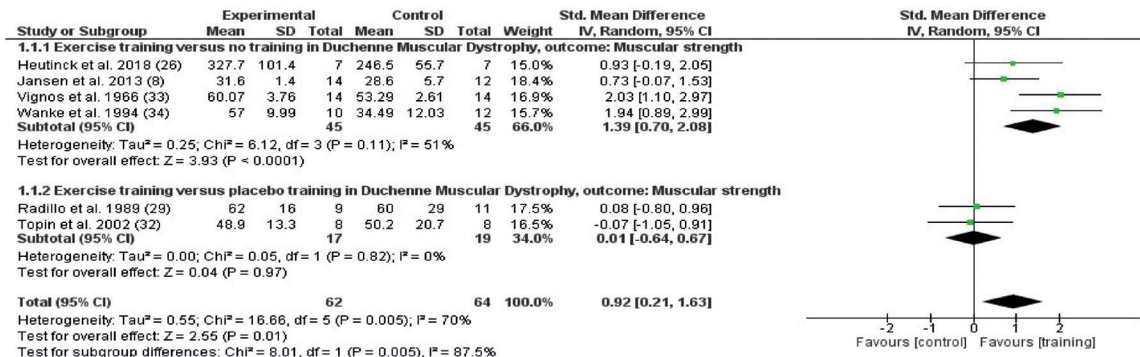 Experimental Control Std. Mean Difference Std. Mean Difference
Study or Subgroup Mean SD Total Mean SD Total Weight IV, Random, 95% CI IV, Random, 95% CI
1.1.1 Exercise training versus no training in Duchenne Muscular Dystrophy, outcome: Muscular strength
Heutinck et al. 2018 (26) 327.7 101.4 7 246.5 55.7 7 15.0% 0.93 [-0.19, 2.05]
Jansen et al. 2013 (8) 31.6 1.4 14 28.6 5.7 12 18.4% 0.73 [-0.07, 1.53]
Vignos et al. 1966 (33) 60.07 3.76 14 53.29 2.61 14 16.9% 2.03 [1.10, 2.97]
Wanke et al. 1994 (34) 57 9.99 10 34.49 12.03 12 15.7% 1.94 [0.89, 2.99]
Subtotal (95% CI) 45 45 66.0% 1.39 [0.70, 2.08]
Heterogeneity: Tau² = 0.25; Chi² = 6.12, df = 3 (P = 0.11); I² = 51%
Test for overall effect: Z = 3.93 (P < 0.0001)
1.1.2 Exercise training versus placebo training in Duchenne Muscular Dystrophy, outcome: Muscular strength
Radillo et al. 1989 (29) 62 16 9 60 29 11 17.5% 0.08 [-0.80, 0.96]
Topin et al. 2002 (32) 48.9 13.3 8 50.2 20.7 8 16.5% -0.07 [-1.05, 0.91]
Subtotal (95% CI) 17 19 34.0% 0.01 [-0.64, 0.67]
Heterogeneity: Tau² = 0.00; Chi² = 0.05, df = 1 (P = 0.82); I² = 0%
Test for overall effect: Z = 0.04 (P = 0.97)
Total (95% CI) 62 64 100.0% 0.92 [0.21, 1.63]
Heterogeneity: Tau² = 0.55; Chi² = 16.66, df = 5 (P = 0.005); I² = 70%
Test for overall effect: Z = 2.55 (P = 0.01)
Test for subgroup differences: Chi² = 8.01, df = 1 (P = 0.005), I² = 87.5%
-2 -1 0 1 2
Favours [control] Favours [training]